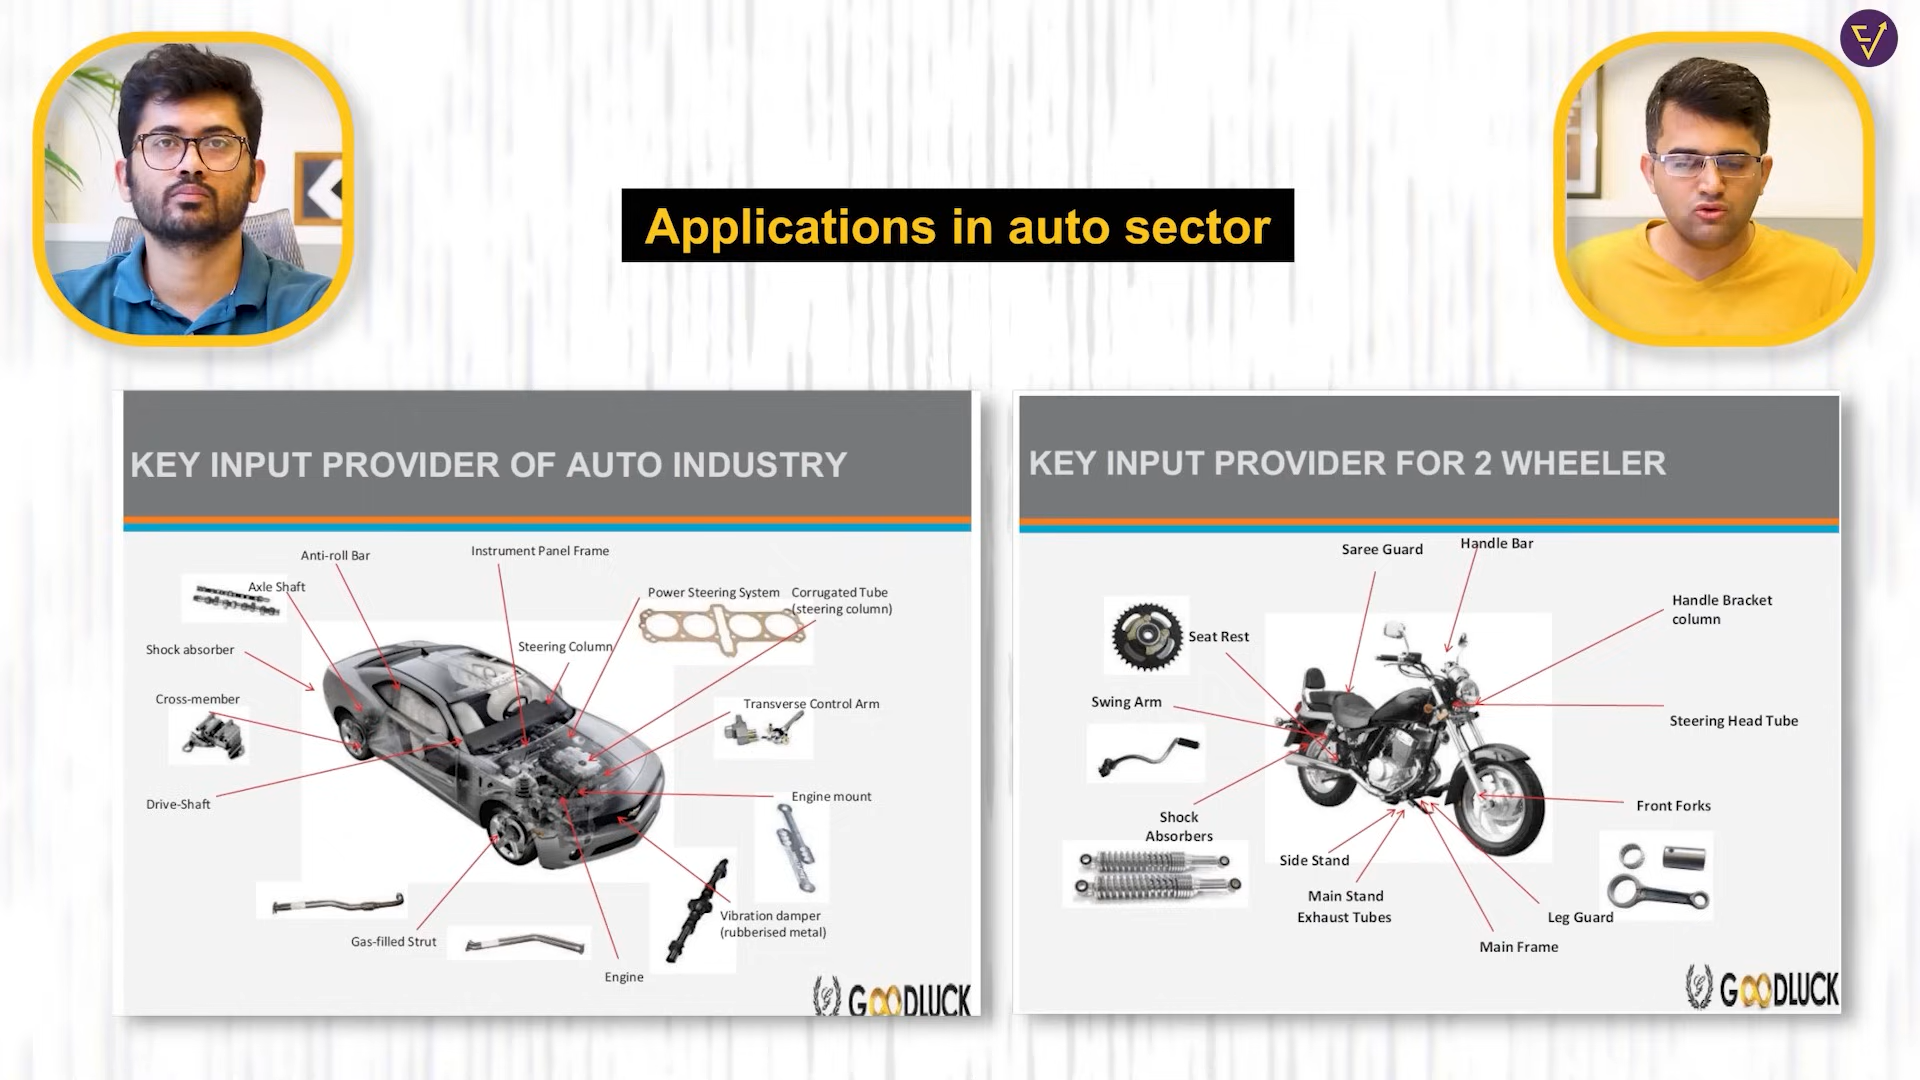 Applications in auto sector
KEY INPUT PROVIDER OF AUTO INDUSTRY
Anti-roll Bar
Instrument Panel Frame
Axle Shaft
Power Steering System
Corrugated Tube
(steering column)
Shock absorber
Steering Column
Cross-member
Transverse Control Arm
Drive-Shaft
Engine mount
Vibration damper
(rubberised metal)
Gas-filled Strut
Engine
GOODLUCK
KEY INPUT PROVIDER FOR 2 WHEELER
Saree Guard
Handle Bar
Handle Bracket
column
Seat Rest
Swing Arm
Steering Head Tube
Shock
Absorbers
Front Forks
Side Stand
Main Stand
Exhaust Tubes
Leg Guard
Main Frame
GOODLUCK